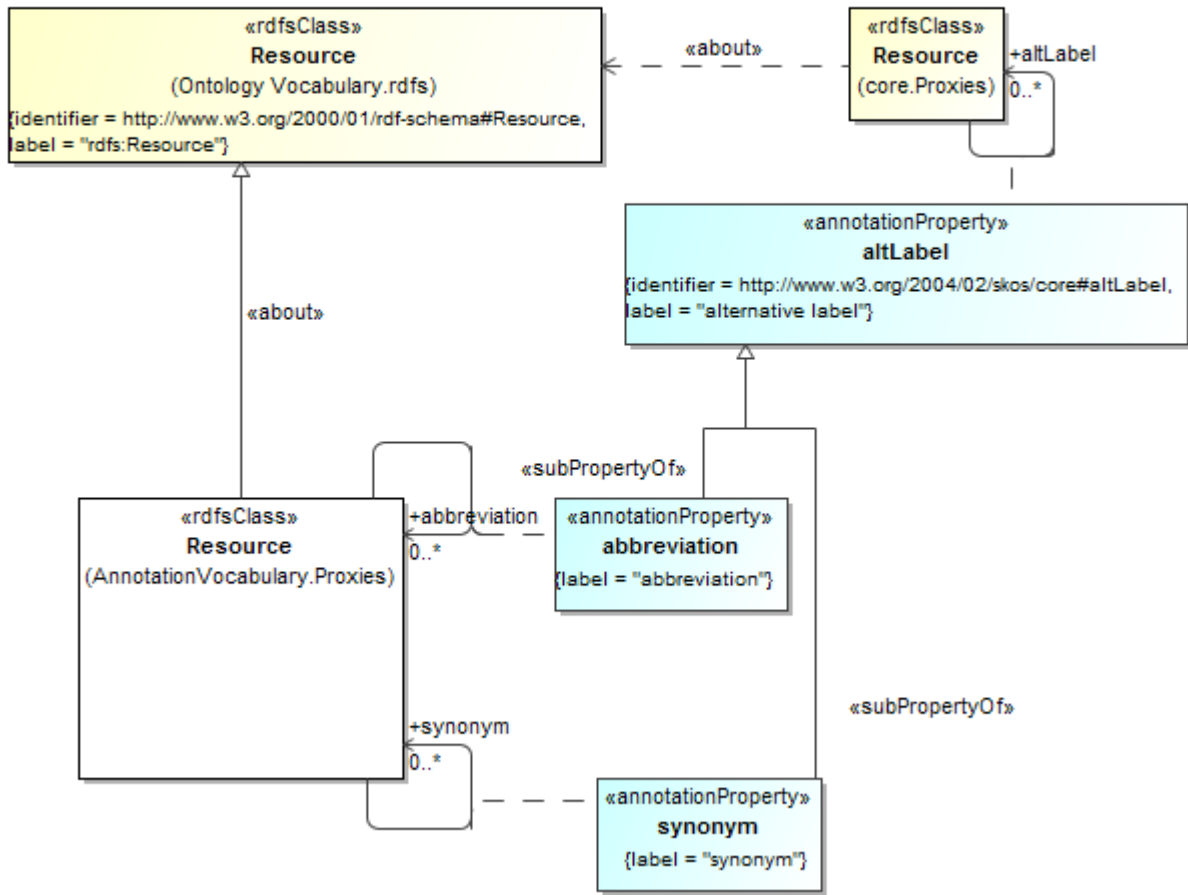 «rdfsClass»
Resource
(Ontology Vocabulary.rdfs)
{identifier = http://www.w3.org/2000/01/rdf-schema#Resource,
label = "rdfs:Resource"}
«about»
«rdfsClass»
Resource
(core.Proxies)
+altLabel
0..*
«annotationProperty»
altLabel
{identifier = http://www.w3.org/2004/02/skos/core#altLabel,
label = "alternative label"}
«about»
«subPropertyOf»
«rdfsClass»
Resource
(AnnotationVocabulary.Proxies)
+abbreviation
0..*
«annotationProperty»
abbreviation
{label = "abbreviation"}
«subPropertyOf»
+synonym
0..*
«annotationProperty»
synonym
{label = "synonym"}